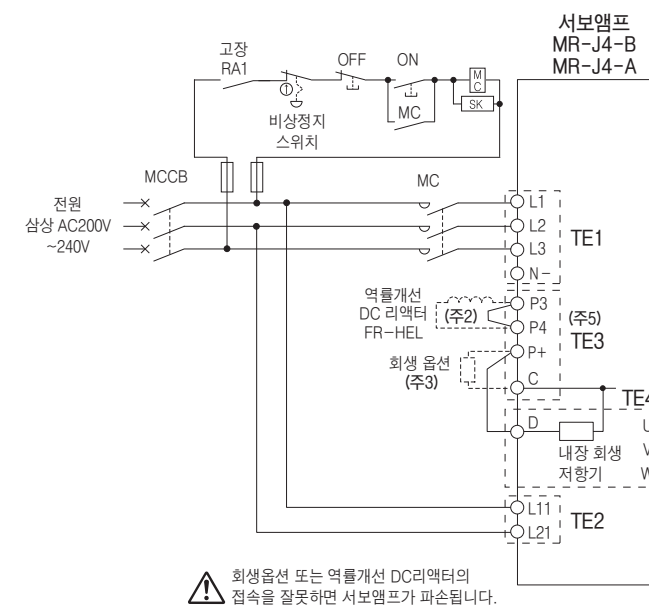 서보앰프
MR-J4-B
MR-J4-A
고장
RA1
OFF
ON
MC
SK
MC
비상정지
스위치
MCCB
MC
전원
삼상 AC200V
~240V
L1
L2
L3
N-
TE1
역률개선
DC 리액터
FR-HEL
(주2)
P3
P4
P+
C
(주5)
TE3
회생 옵션
(주3)
TE4
D
내장 회생
저항기
U
V
W
L11
L21
TE2
회생옵션 또는 역률개선 DC리액터의
접속을 잘못하면 서보앰프가 파손됩니다.